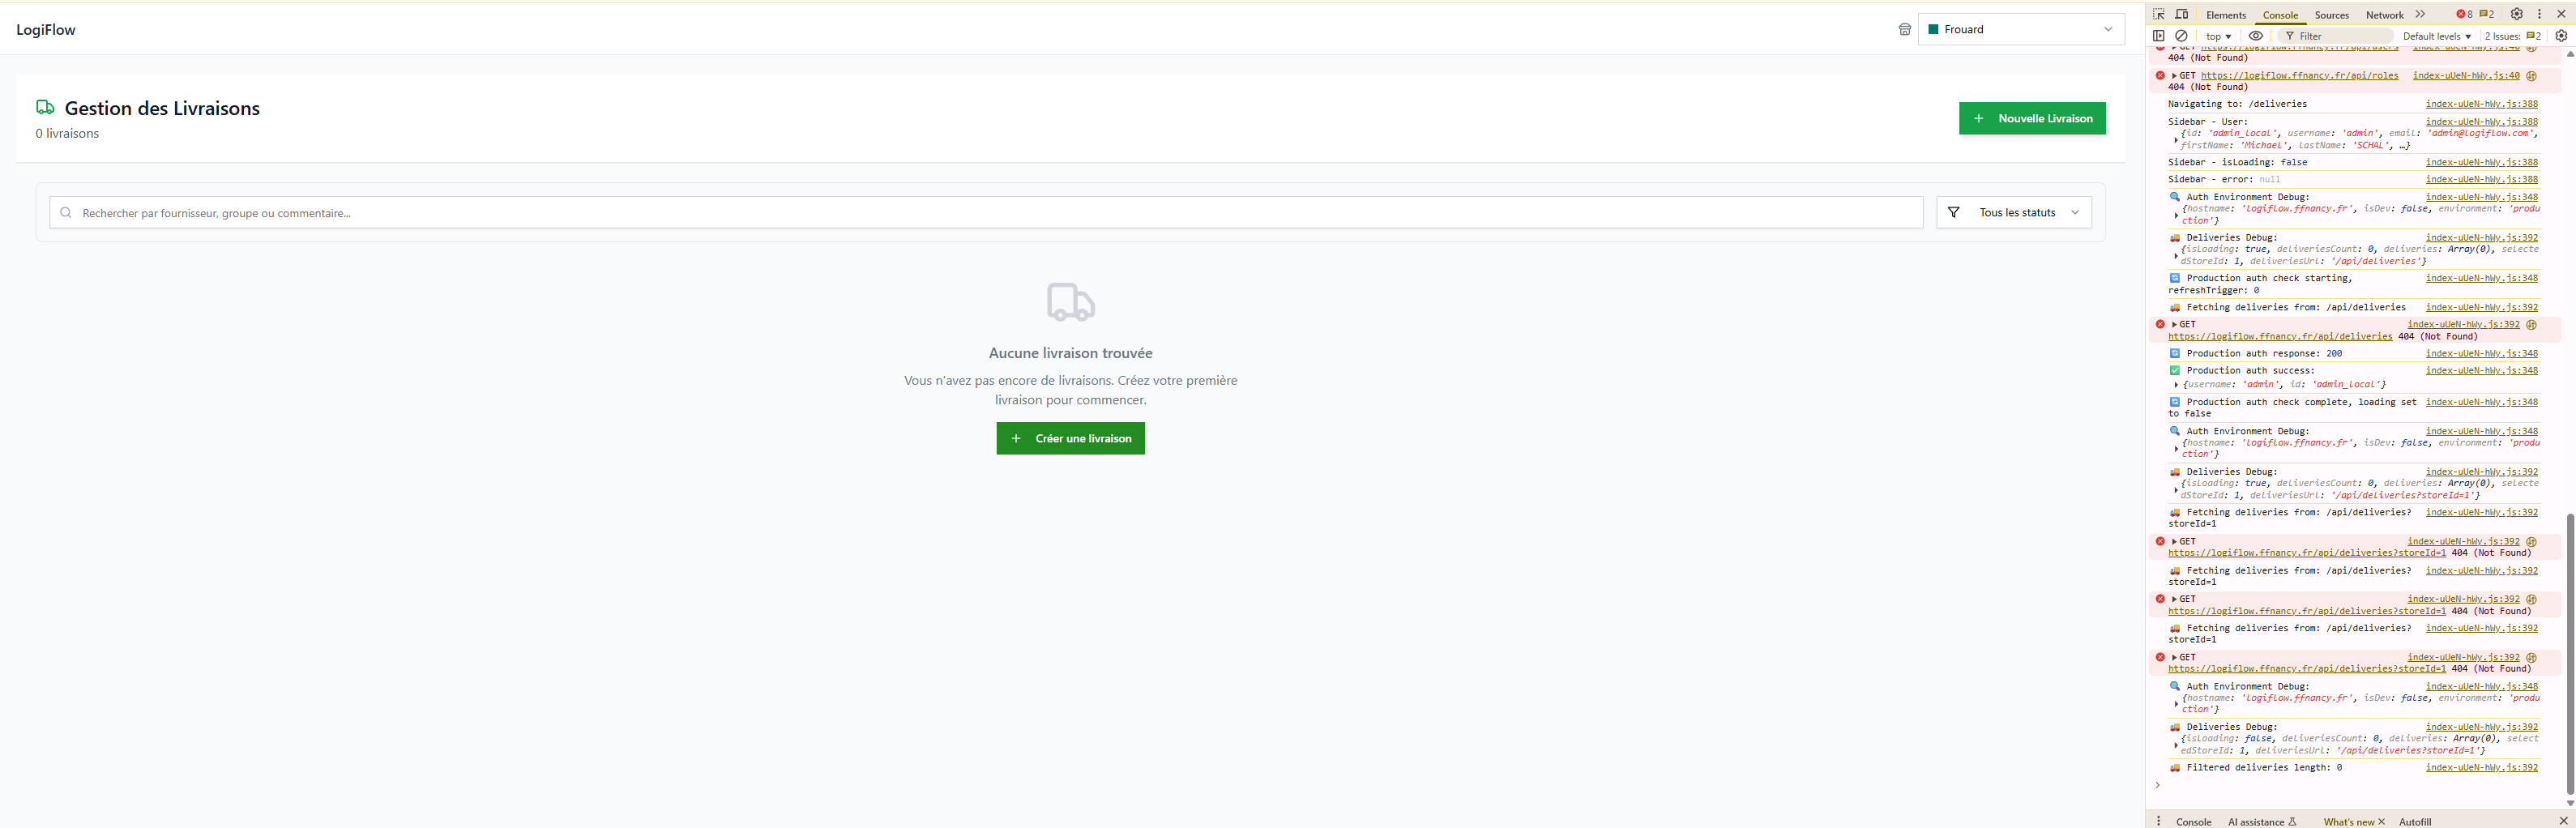 LogiFlow
Frouard
Gestion des Livraisons
0 livraisons
Nouvelle Livraison
Rechercher par fournisseur, groupe ou commentaire...
Tous les statuts
Aucune livraison trouvée
Vous n'avez pas encore de livraisons. Créez votre première
livraison pour commencer.
Créer une livraison
Elements Console Sources Network 8 2
top Filter Default levels 2 Issues: 2
404 (Not Found)
GET https://logiflow.ffnancy.fr/api/roles index-uUeN-hWy.js:40
404 (Not Found)
Navigating to: /deliveries index-uUeN-hWy.js:388
Sidebar - User: index-uUeN-hWy.js:388
{id: 'admin_local', username: 'admin', email: 'admin@logiflow.com',
firstName: 'Michael', lastName: 'SCHAL', …}
Sidebar - isLoading: false index-uUeN-hWy.js:388
Sidebar - error: null index-uUeN-hWy.js:388
🔍 Auth Environment Debug: index-uUeN-hWy.js:348
{hostname: 'logiflow.ffnancy.fr', isDev: false, environment: 'produ
ction'}
🚚 Deliveries Debug: index-uUeN-hWy.js:392
{isLoading: true, deliveriesCount: 0, deliveries: Array(0), selecte
dStoreId: 1, deliveriesUrl: '/api/deliveries'}
🔄 Production auth check starting, index-uUeN-hWy.js:348
refreshTrigger: 0
🚚 Fetching deliveries from: /api/deliveries index-uUeN-hWy.js:392
GET index-uUeN-hWy.js:392
https://logiflow.ffnancy.fr/api/deliveries 404 (Not Found)
🔄 Production auth response: 200 index-uUeN-hWy.js:348
✅ Production auth success: index-uUeN-hWy.js:348
{username: 'admin', id: 'admin_local'}
🔄 Production auth check complete, loading set index-uUeN-hWy.js:348
to false
🔍 Auth Environment Debug: index-uUeN-hWy.js:348
{hostname: 'logiflow.ffnancy.fr', isDev: false, environment: 'produ
ction'}
🚚 Deliveries Debug: index-uUeN-hWy.js:392
{isLoading: true, deliveriesCount: 0, deliveries: Array(0), selecte
dStoreId: 1, deliveriesUrl: '/api/deliveries?storeId=1'}
🚚 Fetching deliveries from: /api/deliveries? index-uUeN-hWy.js:392
storeId=1
GET index-uUeN-hWy.js:392
https://logiflow.ffnancy.fr/api/deliveries?storeId=1 404 (Not Found)
🚚 Fetching deliveries from: /api/deliveries? index-uUeN-hWy.js:392
storeId=1
GET index-uUeN-hWy.js:392
https://logiflow.ffnancy.fr/api/deliveries?storeId=1 404 (Not Found)
🚚 Fetching deliveries from: /api/deliveries? index-uUeN-hWy.js:392
storeId=1
GET index-uUeN-hWy.js:392
https://logiflow.ffnancy.fr/api/deliveries?storeId=1 404 (Not Found)
🔍 Auth Environment Debug: index-uUeN-hWy.js:348
{hostname: 'logiflow.ffnancy.fr', isDev: false, environment: 'produ
ction'}
🚚 Deliveries Debug: index-uUeN-hWy.js:392
{isLoading: false, deliveriesCount: 0, deliveries: Array(0), select
edStoreId: 1, deliveriesUrl: '/api/deliveries?storeId=1'}
🚚 Filtered deliveries length: 0 index-uUeN-hWy.js:392
Console AI assistance What's new Autofill